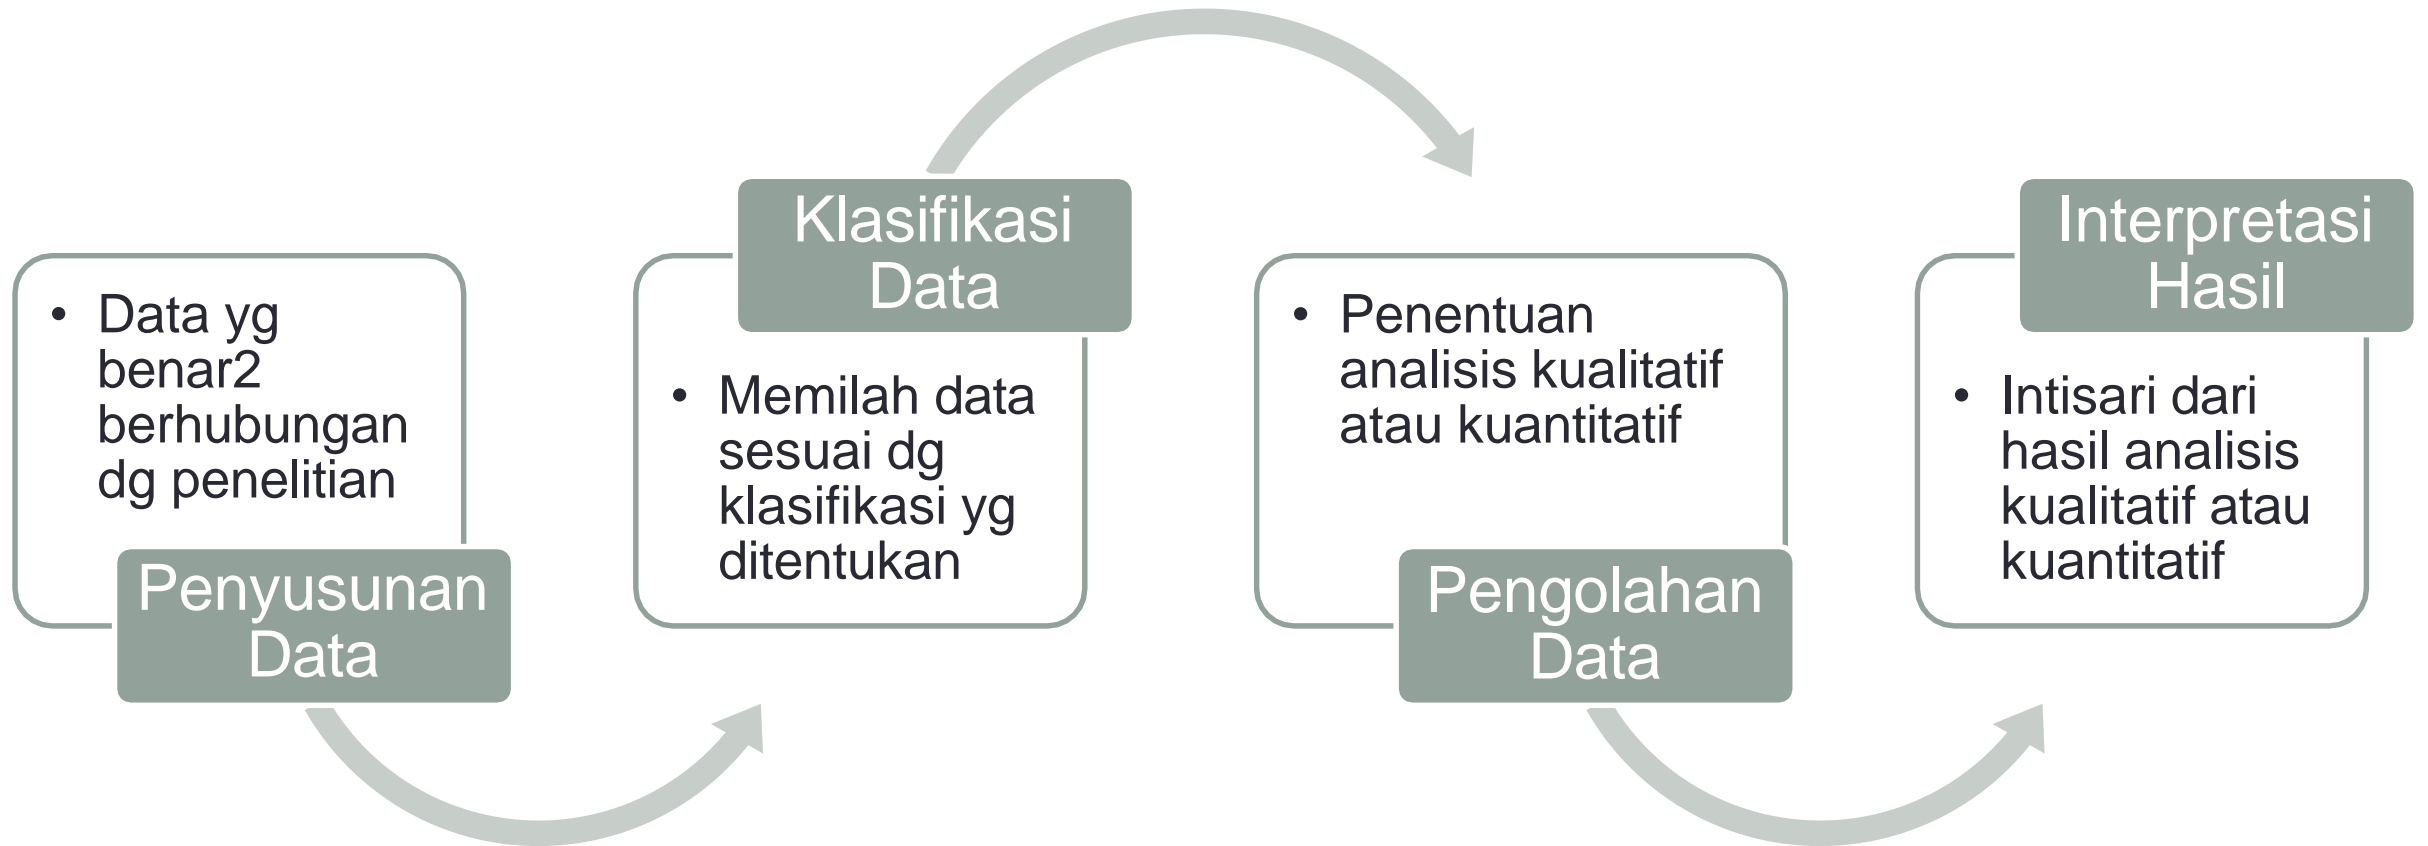 • Data yg
benar2
berhubungan
dg penelitian
Penyusunan
Data
Klasifikasi
Data
• Memilah data
sesuai dg
klasifikasi yg
ditentukan
• Penentuan
analisis kualitatif
atau kuantitatif
Pengolahan
Data
Interpretasi
Hasil
• Intisari dari
hasil analisis
kualitatif atau
kuantitatif